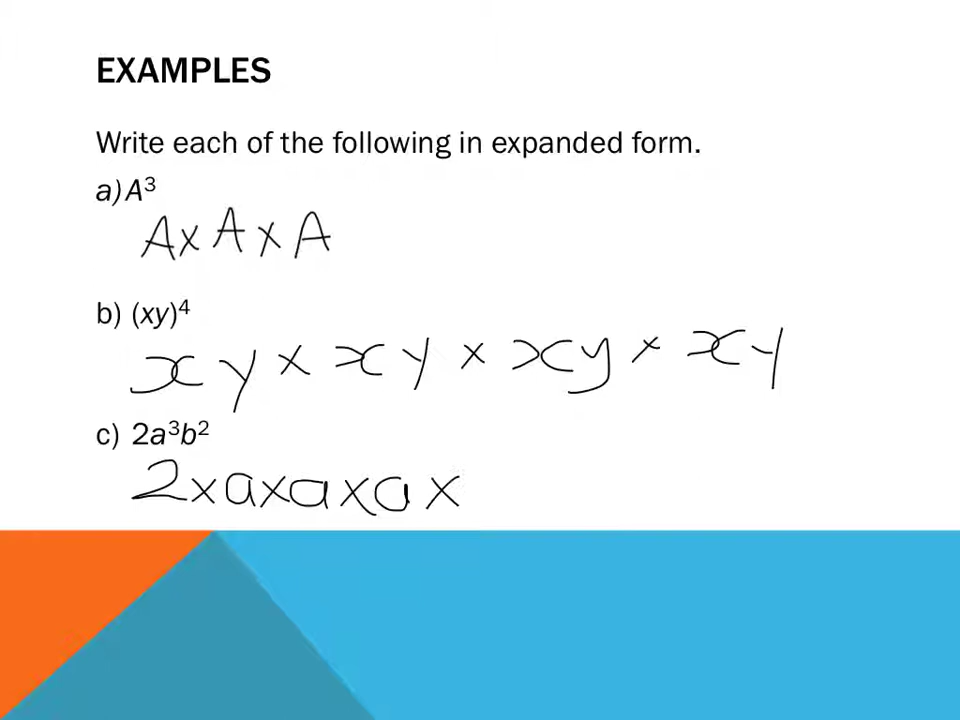 EXAMPLES
Write each of the following in expanded form.
a) A³
A x A x A
b) (xy)⁴
xy x xy x xy x xy
c) 2a³b²
2 x a x a x a x